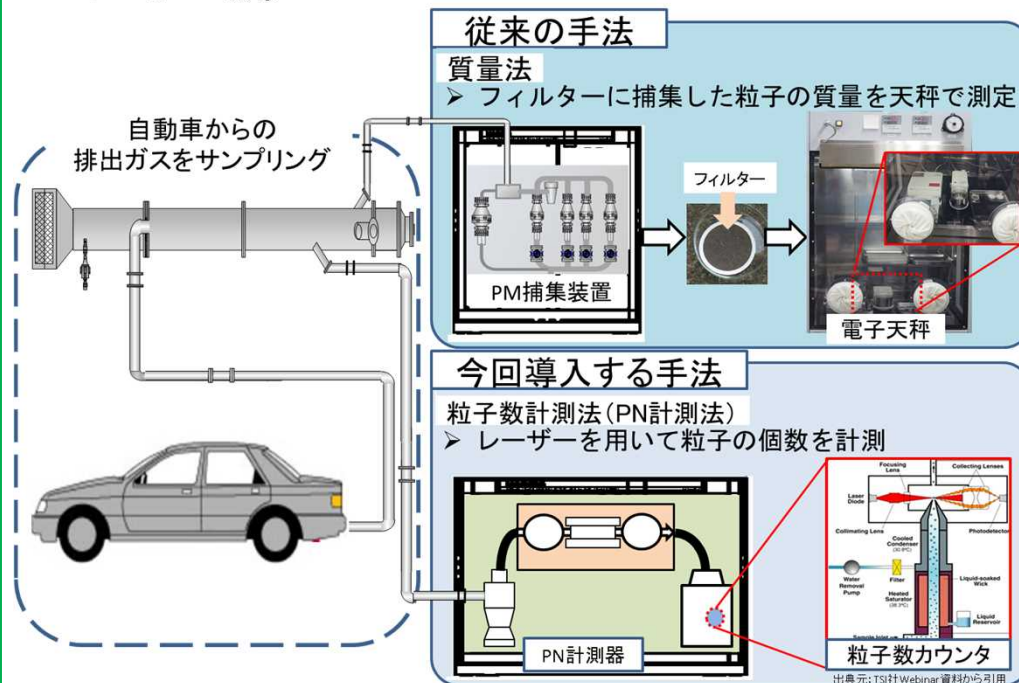 従来の手法
質量法
➢ フィルターに捕集した粒子の質量を天秤で測定
自動車からの
排出ガスをサンプリング
フィルター
PM捕集装置
電子天秤
今回導入する手法
粒子数計測法(PN計測法)
➢ レーザーを用いて粒子の個数を計測
PN計測器
Focusing
Lens
Collecting Lenses
Laser
Diode
Collimating Lens
Photodetector
Cooled
Condenser
Water
Removal
Pump
Filter
Heated
Saturator
Liquid-soaked
Wick
Liquid
Reservoir
Sample Inlet
粒子数カウンタ
出典元:TSI社Webinar資料から引用